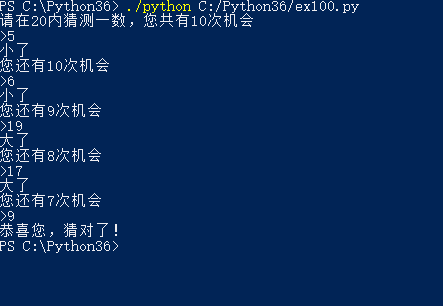 PS C:\Python36> ./python C:/Python36/ex100.py
请在20内猜测一数，您共有10次机会
>5
小了
您还有10次机会
>6
小了
您还有9次机会
>19
大了
您还有8次机会
>17
大了
您还有7次机会
>9
恭喜您，猜对了！
PS C:\Python36>